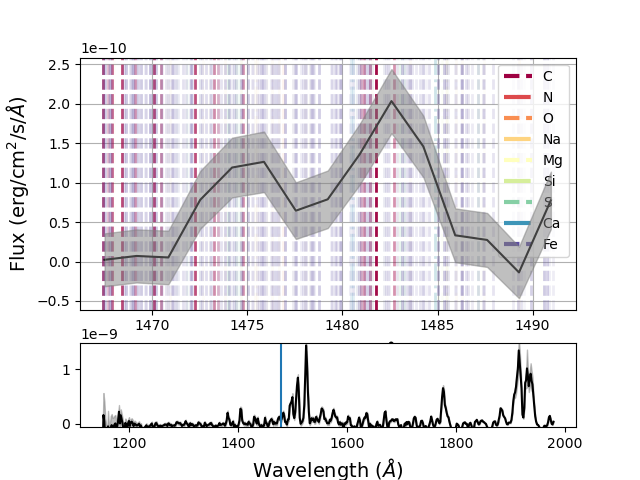 1e−10
2.5
2.0
1.5
1.0
0.5
0.0
−0.5
Flux (erg/cm²/s/Å)
C
N
O
Na
Mg
Si
S
Ca
Fe
1470 1475 1480 1485 1490
1e−9
1
0
1200 1400 1600 1800 2000
Wavelength (Å)